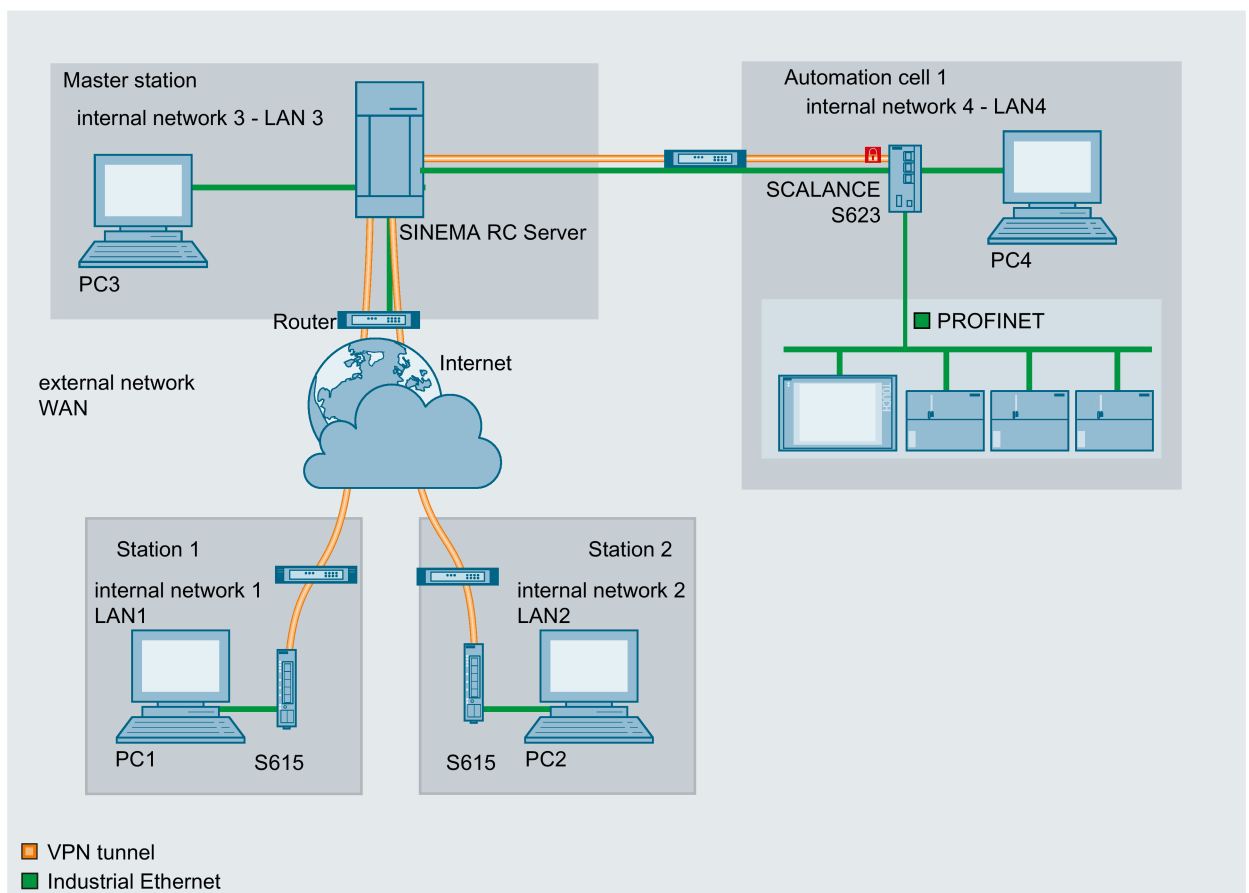 Master station
internal network 3 - LAN 3
PC3
SINEMA RC Server
Automation cell 1
internal network 4 - LAN4
SCALANCE
S623
PC4
PROFINET
TOUCH
Router
Internet
external network
WAN
Station 1
internal network 1
LAN1
PC1
S615
Station 2
internal network 2
LAN2
S615
PC2
VPN tunnel
Industrial Ethernet